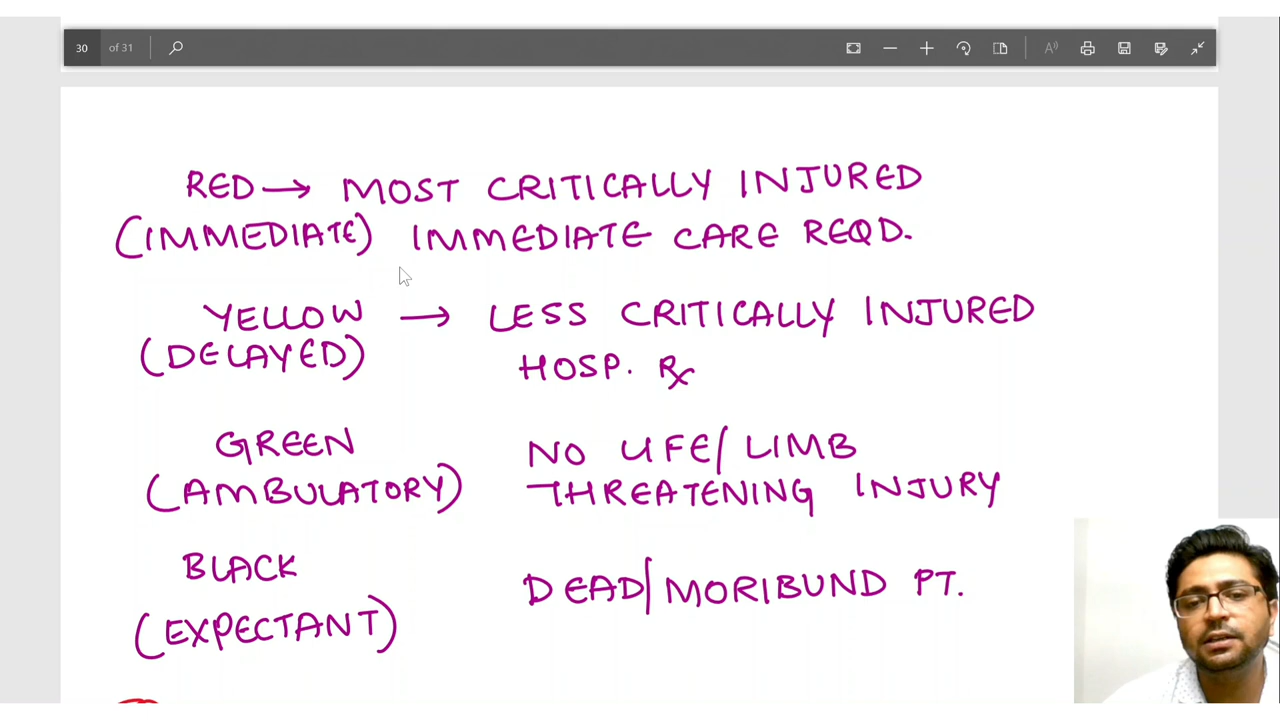 30 of 31
RED → MOST CRITICALLY INJURED
(IMMEDIATE) IMMEDIATE CARE REQD.
YELLOW → LESS CRITICALLY INJURED
(DELAYED) HOSP. Rx
GREEN NO LIFE/LIMB
(AMBULATORY) THREATENING INJURY
BLACK
DEAD/MORIBUND PT.
(EXPECTANT)